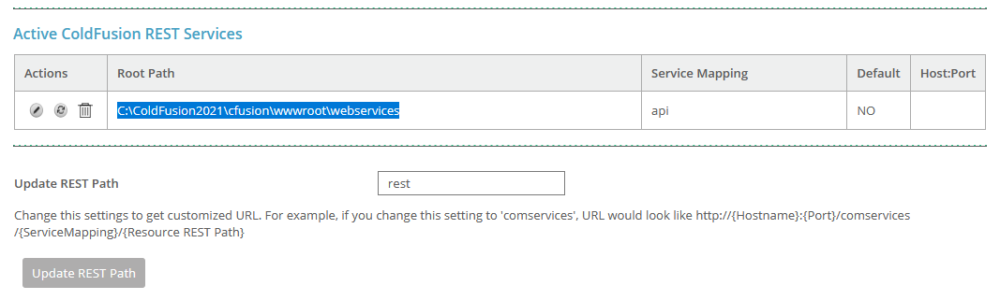 Active ColdFusion REST Services
Actions Root Path Service Mapping Default Host:Port
C:\ColdFusion2021\cfusion\wwwroot\webservices api NO
Update REST Path rest
Change this settings to get customized URL. For example, if you change this setting to 'comservices', URL would look like http://{Hostname}:{Port}/comservices
/{ServiceMapping}/{Resource REST Path}
Update REST Path